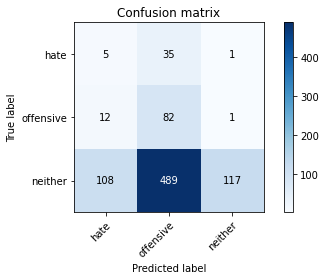 Confusion matrix
hate 5 35 1
offensive 12 82 1
neither 108 489 117
hate offensive neither
True label
Predicted label
400
300
200
100